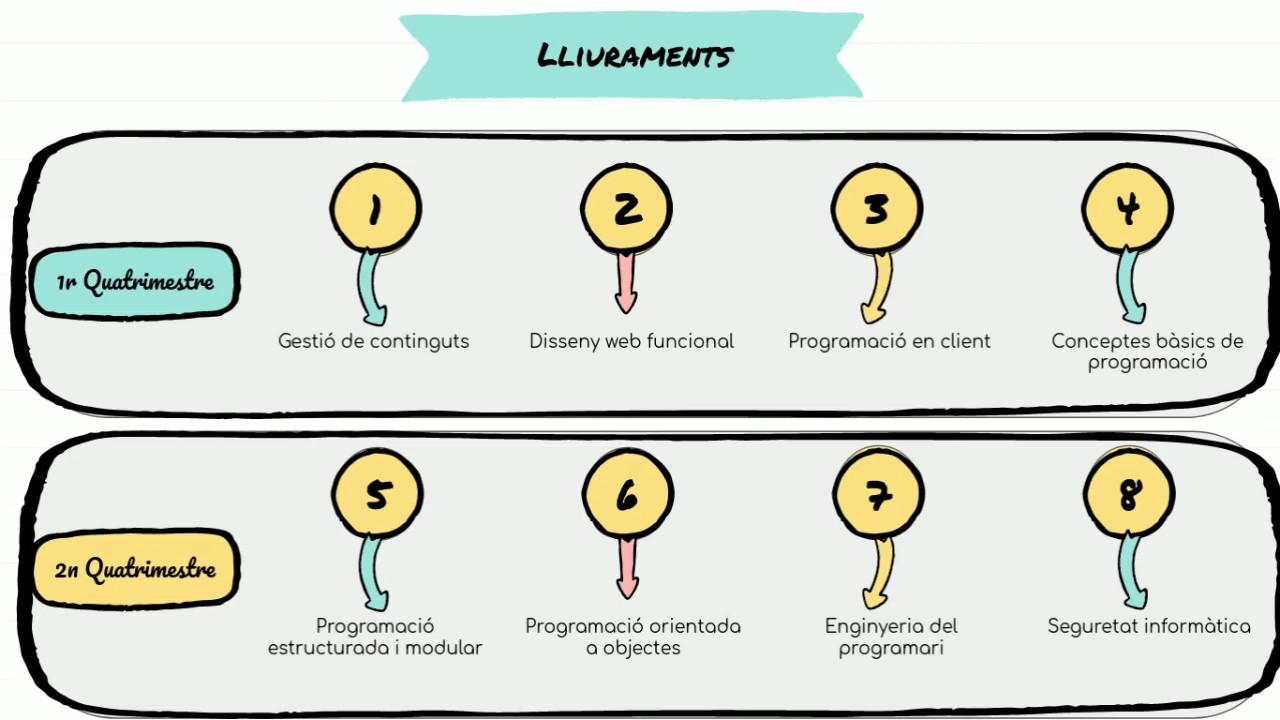 Lliuraments
1r Quatrimestre
1
2
3
4
Gestió de continguts
Disseny web funcional
Programació en client
Conceptes bàsics de
programació
2n Quatrimestre
5
6
7
8
Programació
estructurada i modular
Programació orientada
a objectes
Enginyeria del
programari
Seguretat informàtica